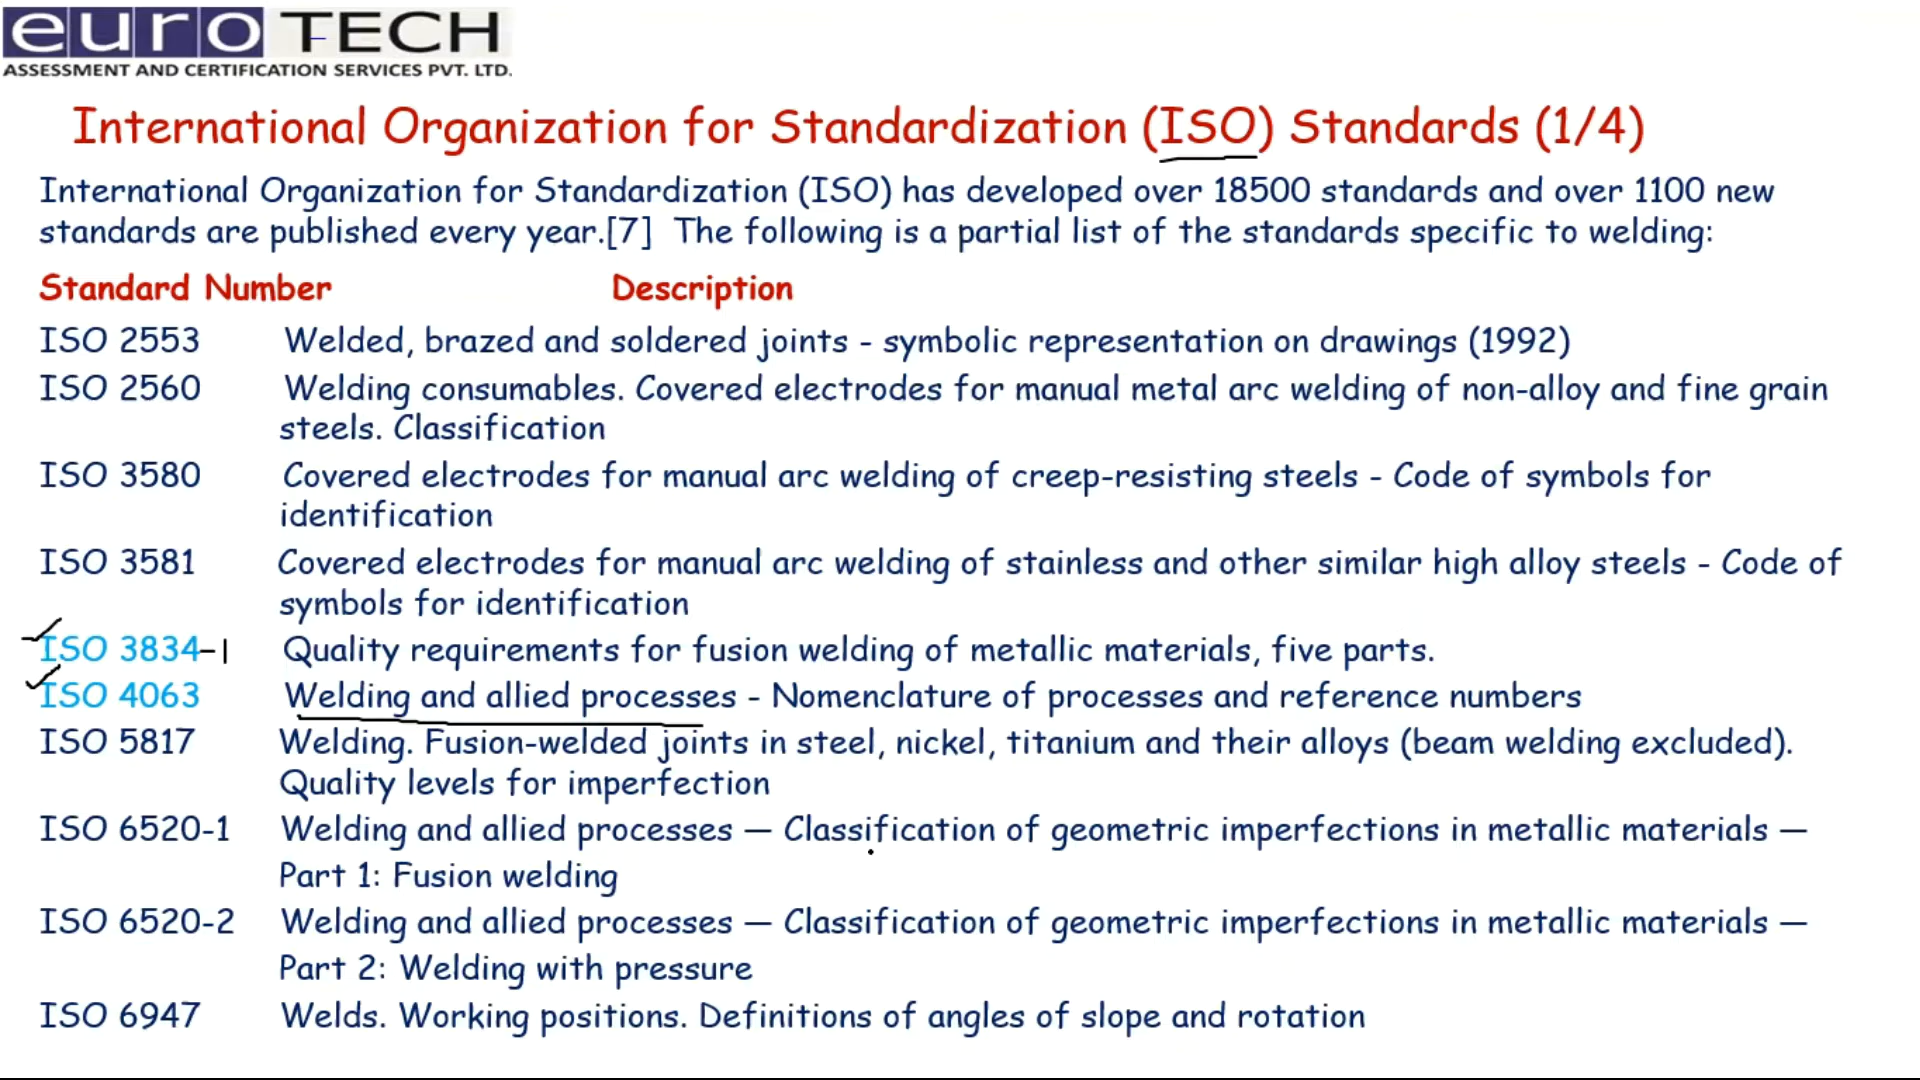 euro TECH
ASSESSMENT AND CERTIFICATION SERVICES PVT. LTD.
International Organization for Standardization (ISO) Standards (1/4)
International Organization for Standardization (ISO) has developed over 18500 standards and over 1100 new
standards are published every year.[7] The following is a partial list of the standards specific to welding:
Standard Number Description
ISO 2553 Welded, brazed and soldered joints - symbolic representation on drawings (1992)
ISO 2560 Welding consumables. Covered electrodes for manual metal arc welding of non-alloy and fine grain
steels. Classification
ISO 3580 Covered electrodes for manual arc welding of creep-resisting steels - Code of symbols for
identification
ISO 3581 Covered electrodes for manual arc welding of stainless and other similar high alloy steels - Code of
symbols for identification
ISO 3834-1 Quality requirements for fusion welding of metallic materials, five parts.
ISO 4063 Welding and allied processes - Nomenclature of processes and reference numbers
ISO 5817 Welding. Fusion-welded joints in steel, nickel, titanium and their alloys (beam welding excluded).
Quality levels for imperfection
ISO 6520-1 Welding and allied processes — Classification of geometric imperfections in metallic materials —
Part 1: Fusion welding
ISO 6520-2 Welding and allied processes — Classification of geometric imperfections in metallic materials —
Part 2: Welding with pressure
ISO 6947 Welds. Working positions. Definitions of angles of slope and rotation